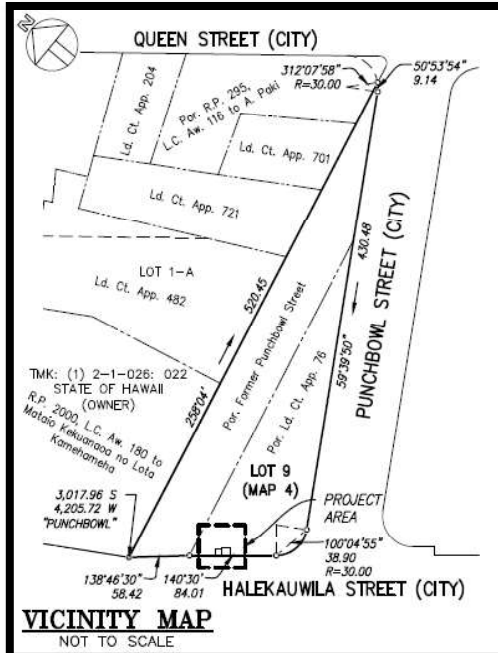 N
QUEEN STREET (CITY)
312°07'58"
R=30.00
50°53'54"
9.14
Ld. Ct. App. 204
Por. R.P. 295,
L.C. Aw. 116 to A. Paki
Ld. Ct. App. 701
Ld. Ct. App. 721
LOT 1-A
Ld. Ct. App. 482
520.45
258°04'
Por. Former Punchbowl Street
430.48
59°39'50"
PUNCHBOWL STREET (CITY)
Por. Ld. Ct. App. 76
TMK: (1) 2-1-026: 022
STATE OF HAWAII
(OWNER)
R.P. 2000, L.C. Aw. 180 to
Mataio Kekuanaoa no Lota
Kamehameha
LOT 9
(MAP 4)
PROJECT
AREA
3,017.96 S
4,205.72 W
"PUNCHBOWL"
138°46'30"
58.42
140°30'
84.01
100°04'55"
38.90
R=30.00
HALEKAUWILA STREET (CITY)
VICINITY MAP
NOT TO SCALE